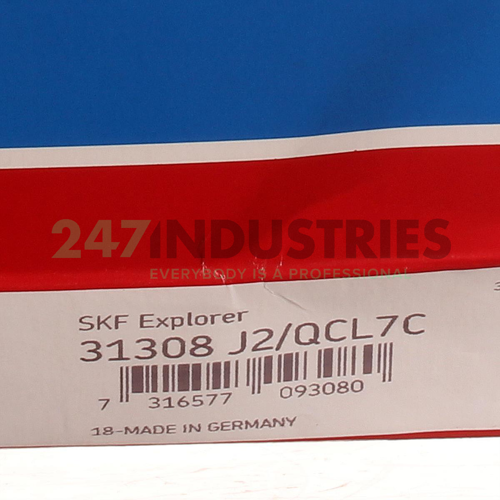 247INDUSTRIES
EVERYBODY IS A PROFESSIONAL
SKF Explorer
31308 J2/QCL7C
7 316577 093080
18-MADE IN GERMANY